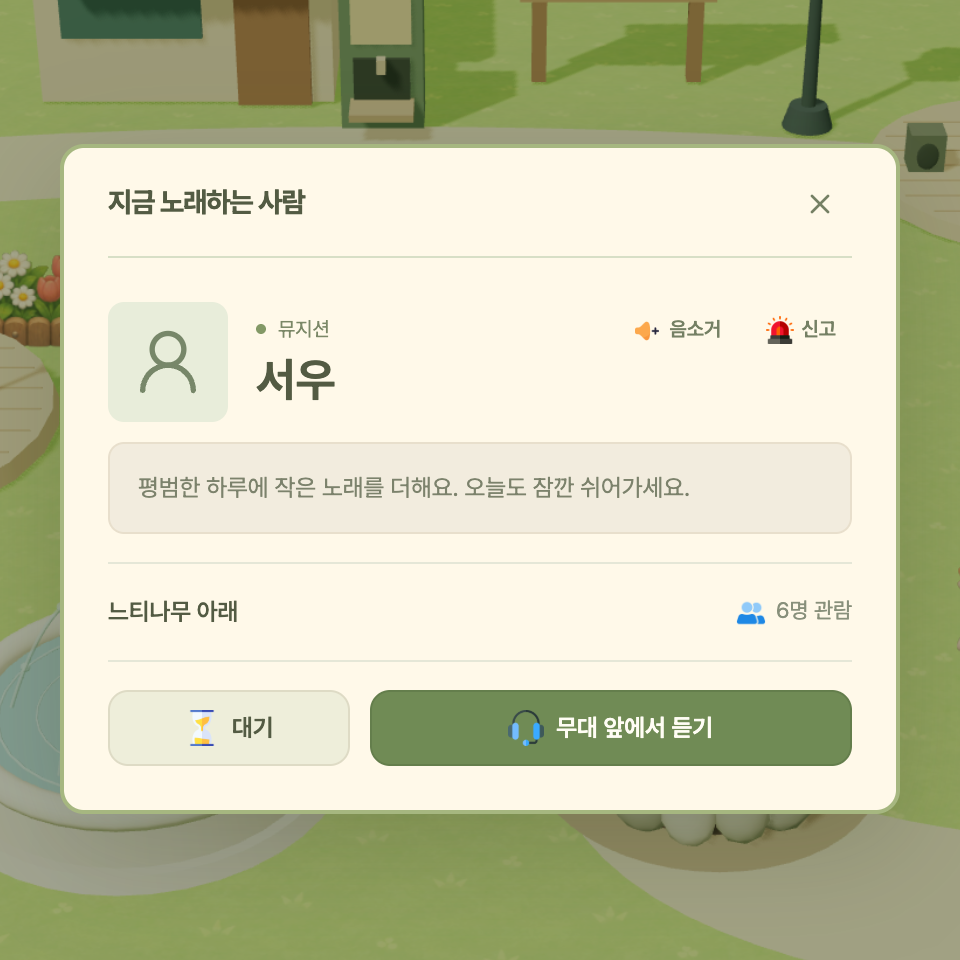 지금 노래하는 사람
뮤지션
음소거
신고
서우
평범한 하루에 작은 노래를 더해요. 오늘도 잠깐 쉬어가세요.
느티나무 아래
6명 관람
대기
무대 앞에서 듣기